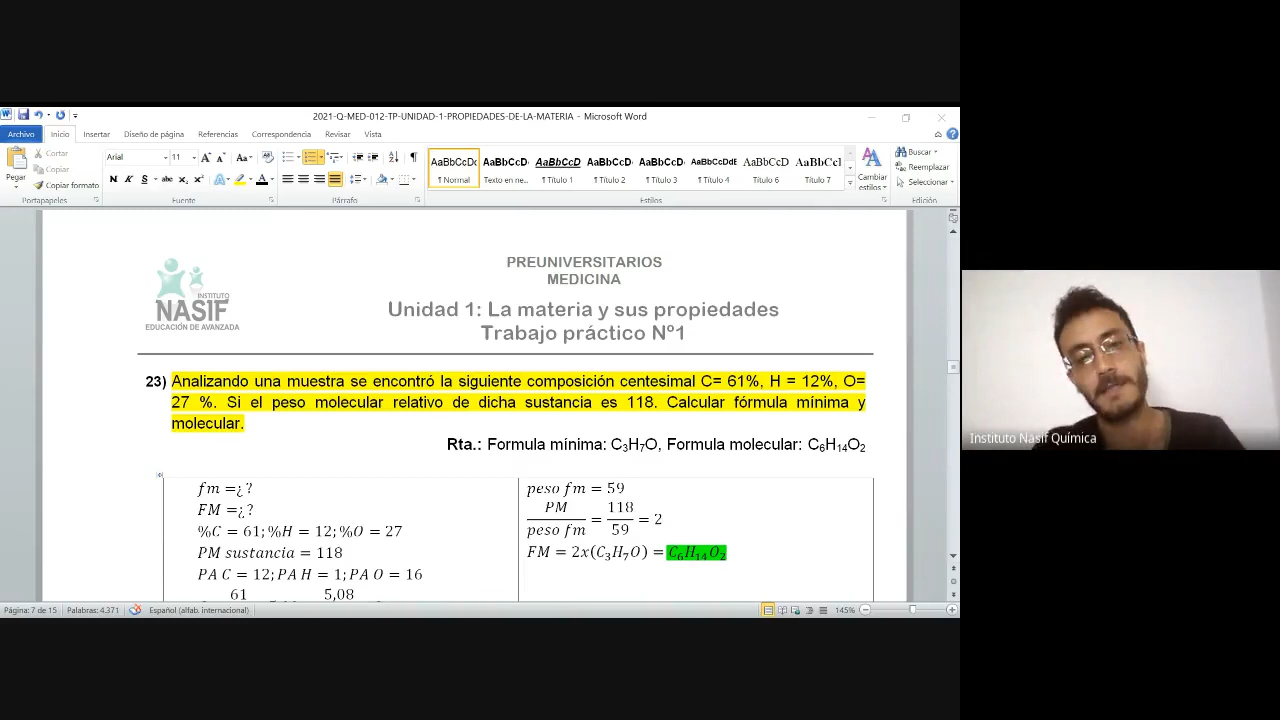 2021-Q-MED-012-TP-UNIDAD-1-PROPIEDADES-DE-LA-MATERIA - Microsoft Word
Archivo Inicio Insertar Diseño de página Referencias Correspondencia Revisar Vista
Pegar
Cortar
Copiar
Copiar formato
Portapapeles
Arial 11
Fuente
Párrafo
AaBbCcDc AaBbCcDc AaBbCcD AaBbCcDc AaBbCcDc AaBbCcDdE AaBbCcD AaBbCcI
¶ Normal Texto en ne... ¶ Título 1 ¶ Título 2 ¶ Título 3 ¶ Título 4 ¶ Título 6 ¶ Título 7
Estilos
Cambiar estilos
Buscar
Reemplazar
Seleccionar
Edición
INSTITUTO
NASIF
EDUCACIÓN DE AVANZADA
PREUNIVERSITARIOS
MEDICINA
Unidad 1: La materia y sus propiedades
Trabajo práctico Nº1
23) Analizando una muestra se encontró la siguiente composición centesimal C= 61%, H = 12%, O=
27 %. Si el peso molecular relativo de dicha sustancia es 118. Calcular fórmula mínima y
molecular.
Rta.: Formula mínima: C₃H₇O, Formula molecular: C₆H₁₄O₂
fm =¿?
FM =¿?
%C = 61; %H = 12; %O = 27
PM sustancia = 118
PA C = 12; PA H = 1; PA O = 16
61 5,08
peso fm = 59
PM/peso fm = 118/59 = 2
FM = 2x(C₃H₇O) = C₆H₁₄O₂
Página: 7 de 15 Palabras: 4.371 Español (alfab. internacional) 145%
Instituto Nasif Química